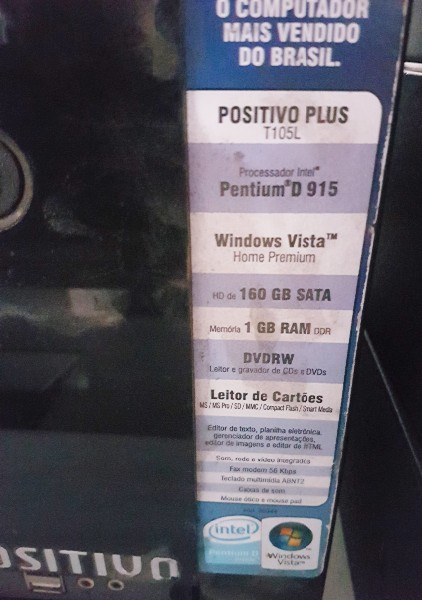 O COMPUTADOR
MAIS VENDIDO
DO BRASIL.
POSITIVO PLUS
T105L
Processador Intel®
Pentium®D 915
Windows Vista™
Home Premium
HD de 160 GB SATA
Memória 1 GB RAM DDR
DVDRW
Leitor e gravador de CDs e DVDs
Leitor de Cartões
MS / MS Pro / SD / MMC / Compact Flash / Smart Media
Editor de texto, planilha eletrônica,
gerenciador de apresentações,
editor de imagens e editor de HTML
Som, rede e vídeo integrados
Fax modem 56 Kbps
Teclado multimídia ABNT2
Caixas de som
Mouse ótico e mouse pad
intel
Pentium D
Windows
Vista™
OSITIVO